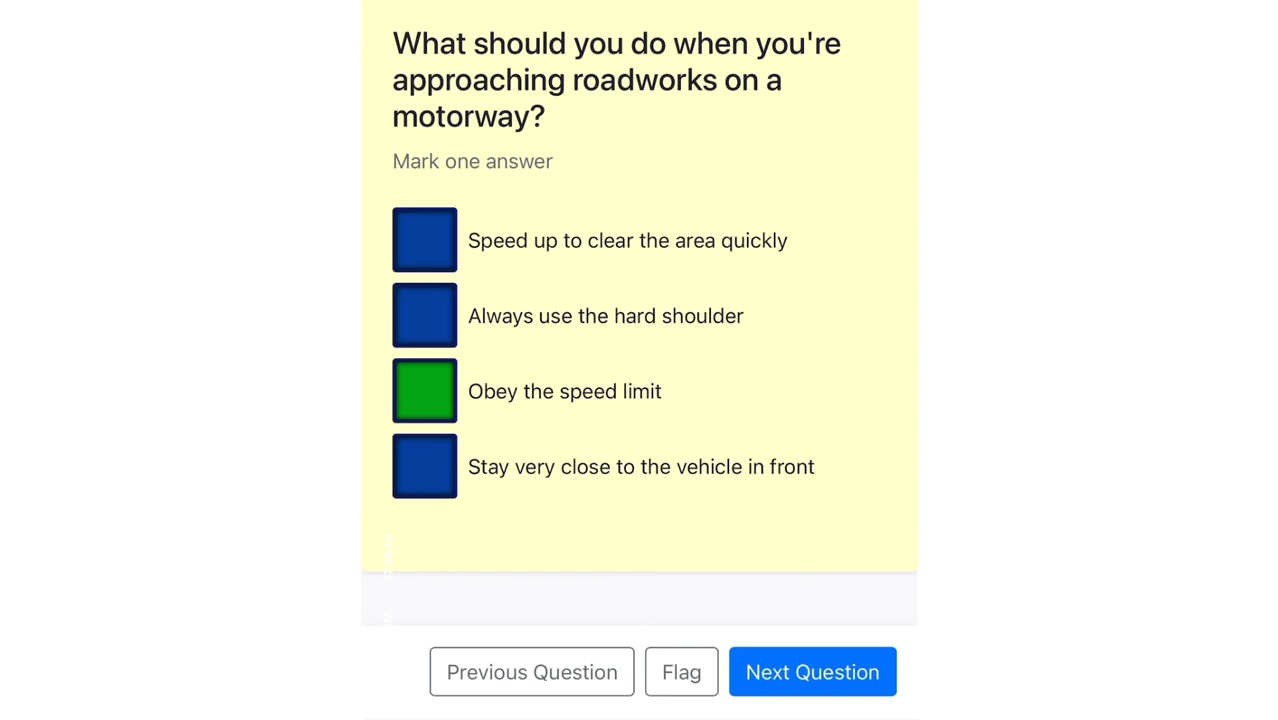 What should you do when you're
approaching roadworks on a
motorway?
Mark one answer
Speed up to clear the area quickly
Always use the hard shoulder
Obey the speed limit
Stay very close to the vehicle in front
Previous Question
Flag
Next Question